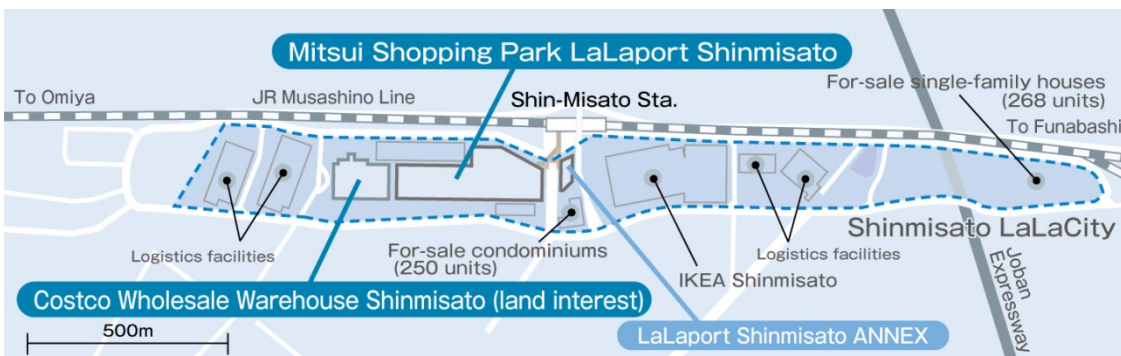 Mitsui Shopping Park LaLaport Shinmisato
For-sale single-family houses
(268 units)
To Omiya
JR Musashino Line
Shin-Misato Sta.
To Funabashi
Shinmisato LaLaCity
Logistics facilities
For-sale condominiums
(250 units)
IKEA Shinmisato
Logistics facilities
Joban
Expressway
Costco Wholesale Warehouse Shinmisato (land interest)
LaLaport Shinmisato ANNEX
500m